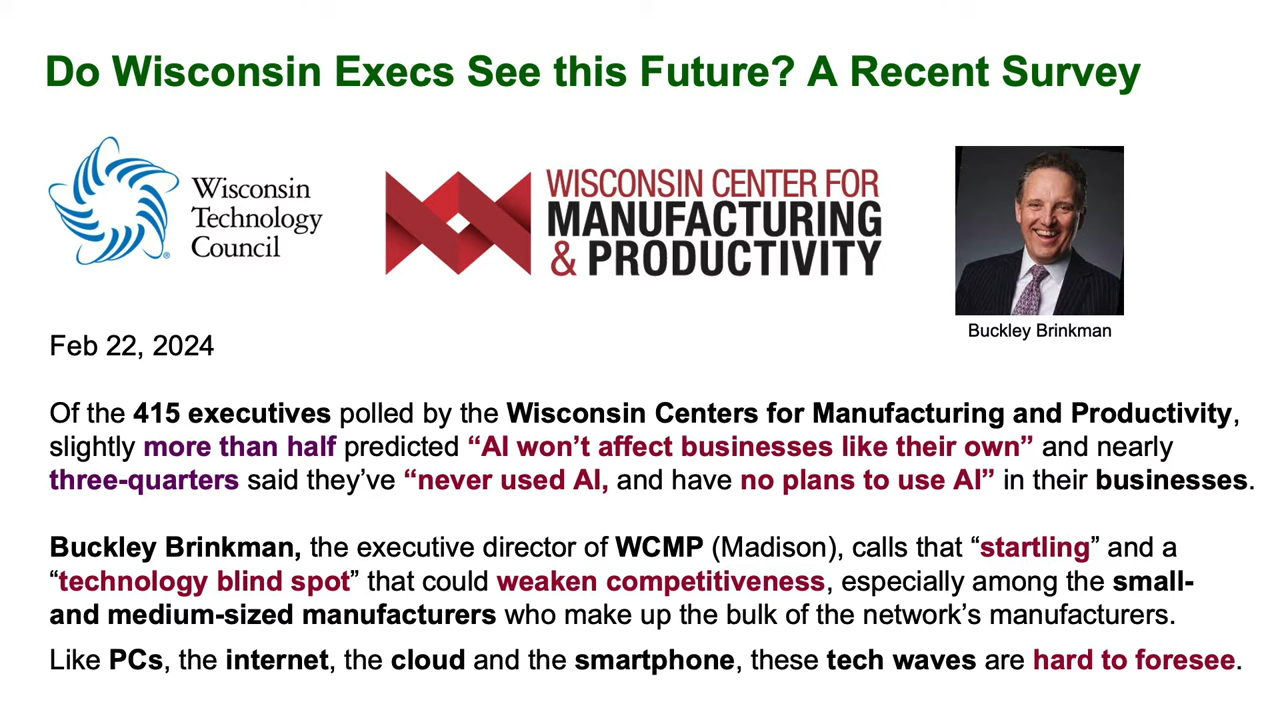 Do Wisconsin Execs See this Future? A Recent Survey
Wisconsin
Technology
Council
®
WISCONSIN CENTER FOR
MANUFACTURING
& PRODUCTIVITY
Buckley Brinkman
Feb 22, 2024
Of the 415 executives polled by the Wisconsin Centers for Manufacturing and Productivity,
slightly more than half predicted “AI won’t affect businesses like their own” and nearly
three-quarters said they’ve “never used AI, and have no plans to use AI” in their businesses.
Buckley Brinkman, the executive director of WCMP (Madison), calls that “startling” and a
“technology blind spot” that could weaken competitiveness, especially among the small-
and medium-sized manufacturers who make up the bulk of the network’s manufacturers.
Like PCs, the internet, the cloud and the smartphone, these tech waves are hard to foresee.